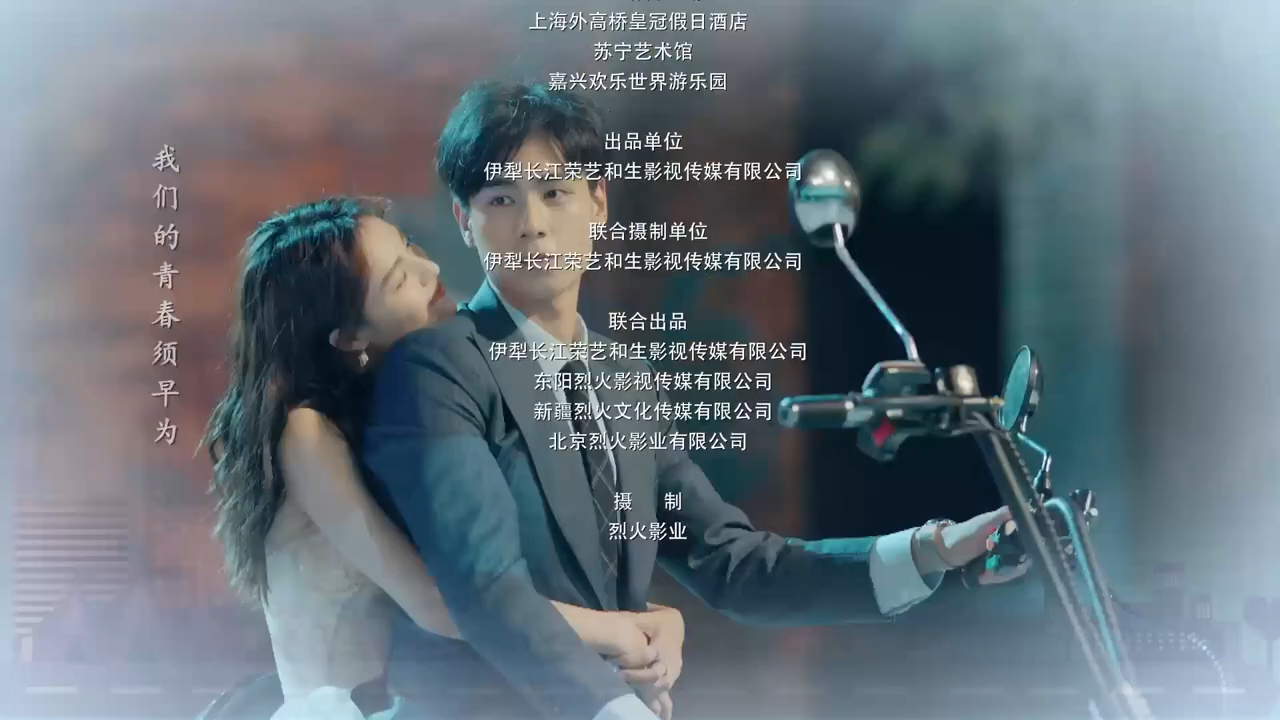 上海外高桥皇冠假日酒店
苏宁艺术馆
嘉兴欢乐世界游乐园
出品单位
伊犁长江荣艺和生影视传媒有限公司
联合摄制单位
伊犁长江荣艺和生影视传媒有限公司
联合出品
伊犁长江荣艺和生影视传媒有限公司
东阳烈火影视传媒有限公司
新疆烈火文化传媒有限公司
北京烈火影业有限公司
摄 制
烈火影业
我们的青春须早为